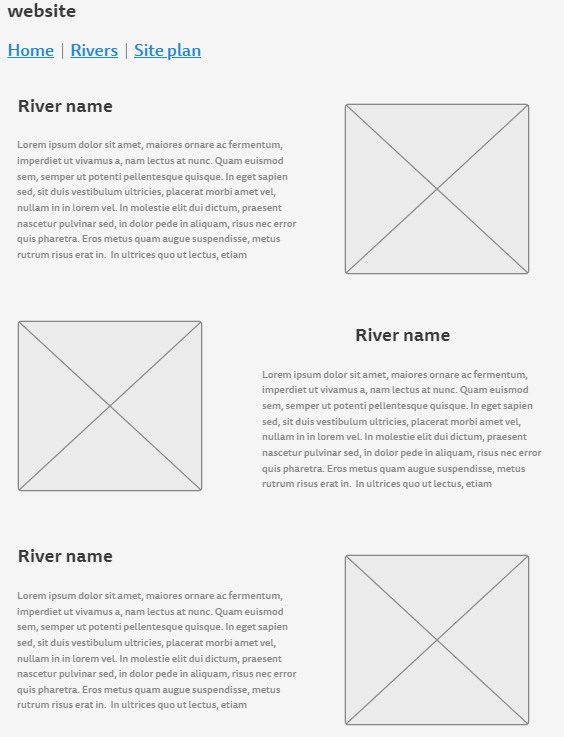 website
Home | Rivers | Site plan
River name
Lorem ipsum dolor sit amet, maiores ornare ac fermentum,
imperdiet ut vivamus a, nam lectus at nunc. Quam euismod
sem, semper ut potenti pellentesque quisque. In eget sapien
sed, sit duis vestibulum ultricies, placerat morbi amet vel,
nullam in in lorem vel. In molestie elit dui dictum, praesent
nascetur pulvinar sed, in dolor pede in aliquam, risus nec error
quis pharetra. Eros metus quam augue suspendisse, metus
rutrum risus erat in.  In ultrices quo ut lectus, etiam
River name
Lorem ipsum dolor sit amet, maiores ornare ac fermentum,
imperdiet ut vivamus a, nam lectus at nunc. Quam euismod
sem, semper ut potenti pellentesque quisque. In eget sapien
sed, sit duis vestibulum ultricies, placerat morbi amet vel,
nullam in in lorem vel. In molestie elit dui dictum, praesent
nascetur pulvinar sed, in dolor pede in aliquam, risus nec error
quis pharetra. Eros metus quam augue suspendisse, metus
rutrum risus erat in.  In ultrices quo ut lectus, etiam
River name
Lorem ipsum dolor sit amet, maiores ornare ac fermentum,
imperdiet ut vivamus a, nam lectus at nunc. Quam euismod
sem, semper ut potenti pellentesque quisque. In eget sapien
sed, sit duis vestibulum ultricies, placerat morbi amet vel,
nullam in in lorem vel. In molestie elit dui dictum, praesent
nascetur pulvinar sed, in dolor pede in aliquam, risus nec error
quis pharetra. Eros metus quam augue suspendisse, metus
rutrum risus erat in.  In ultrices quo ut lectus, etiam